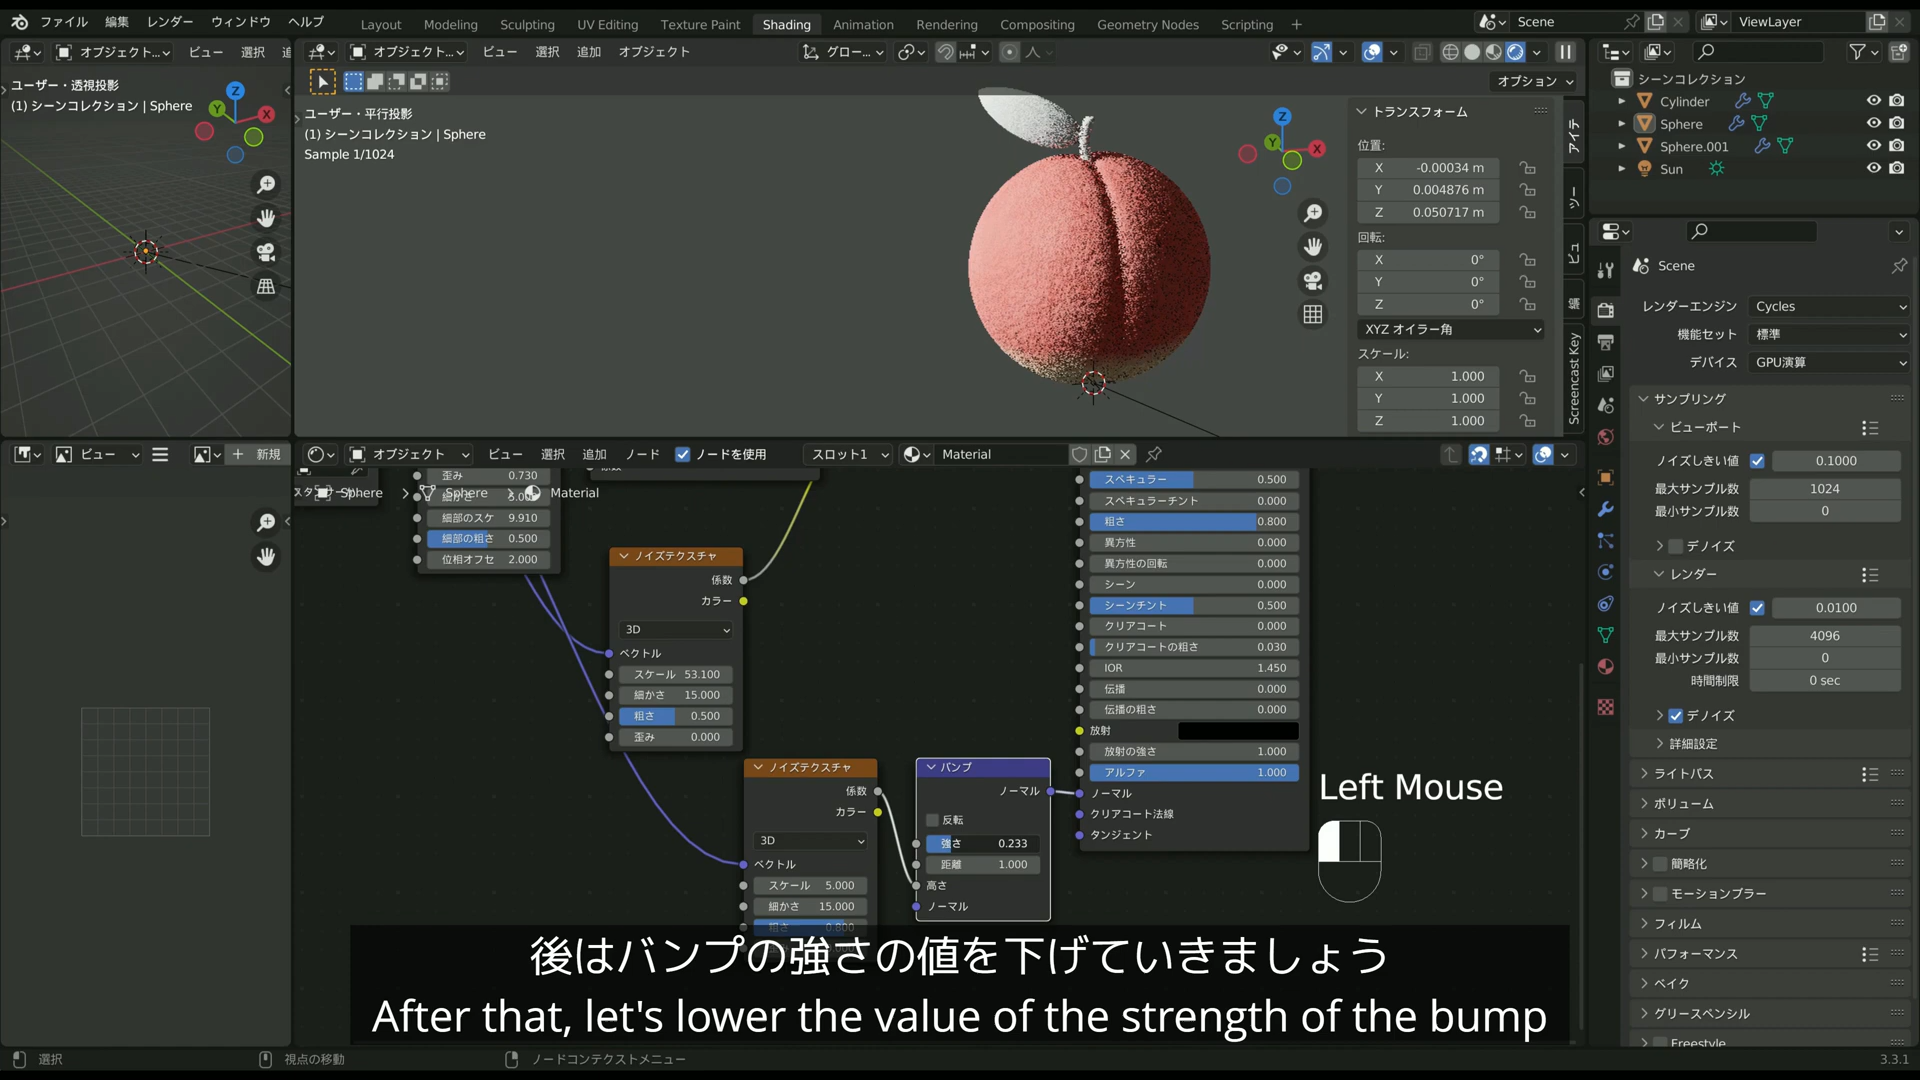 ファイル 編集 レンダー ウィンドウ ヘルプ Layout Modeling Sculpting UV Editing Texture Paint Shading Animation Rendering Compositing Geometry Nodes Scripting + Scene ViewLayer
オブジェクト... ビュー 選択
オブジェクト... ビュー 選択 追加 オブジェクト グロー...
オプション
ユーザー・透視投影
(1) シーンコレクション | Sphere
Z
Y
X
ユーザー・平行投影
(1) シーンコレクション | Sphere
Sample 1/1024
Z
Y
X
トランスフォーム
位置:
X -0.00034 m
Y 0.004876 m
Z 0.050717 m
回転:
X 0°
Y 0°
Z 0°
XYZ オイラー角
スケール:
X 1.000
Y 1.000
Z 1.000
アイテ
ツー
ビュ
編
Screencast Key
シーンコレクション
Cylinder
Sphere
Sphere.001
Sun
Scene
レンダーエンジン Cycles
機能セット 標準
デバイス GPU演算
サンプリング
ビューポート
ノイズしきい値 0.1000
最大サンプル数 1024
最小サンプル数 0
デノイズ
レンダー
ノイズしきい値 0.0100
最大サンプル数 4096
最小サンプル数 0
時間制限 0 sec
デノイズ
詳細設定
ライトパス
ボリューム
カーブ
簡略化
モーションブラー
フィルム
パフォーマンス
ベイク
グリースペンシル
Freestyle
ビュー + 新規
オブジェクト ビュー 選択 追加 ノード ノードを使用 スロット1 Material
Sphere > Sphere > Material
歪み 0.730
細部のスケ 9.910
細部の粗さ 0.500
位相オフセ 2.000
ノイズテクスチャ
係数
カラー
3D
ベクトル
スケール 53.100
細かさ 15.000
粗さ 0.500
歪み 0.000
ノイズテクスチャ
係数
カラー
3D
ベクトル
スケール 5.000
細かさ 15.000
粗さ 0.800
バンプ
ノーマル
反転
強さ 0.233
距離 1.000
高さ
ノーマル
スペキュラー 0.500
スペキュラーチント 0.000
粗さ 0.800
異方性 0.000
異方性の回転 0.000
シーン 0.000
シーンチント 0.500
クリアコート 0.000
クリアコートの粗さ 0.030
IOR 1.450
伝播 0.000
伝播の粗さ 0.000
放射
放射の強さ 1.000
アルファ 1.000
ノーマル
クリアコート法線
タンジェント
Left Mouse
後はバンプの強さの値を下げていきましょう
After that, let's lower the value of the strength of the bump
選択 視点の移動 ノードコンテクストメニュー 3.3.1